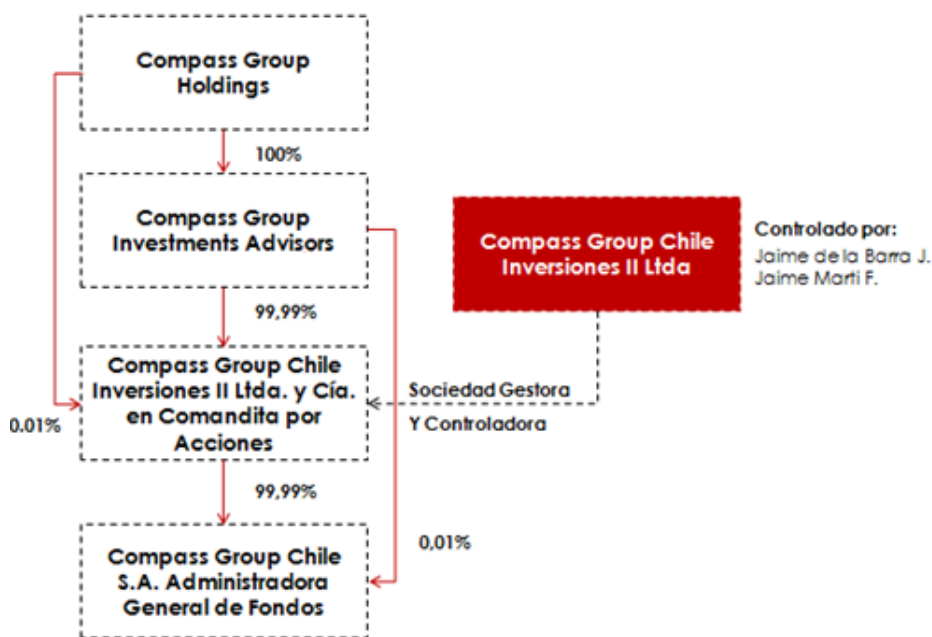 Compass Group
Holdings
100%
Compass Group
Investments Advisors
99,99%
Compass Group Chile
Inversiones II Ltda
Controlado por:
Jaime de la Barra J.
Jaime Marti F.
Compass Group Chile
Inversiones II Ltda. y Cía.
en Comandita por
Acciones
Sociedad Gestora
Y Controladora
0.01%
99,99%
0,01%
Compass Group Chile
S.A. Administradora
General de Fondos